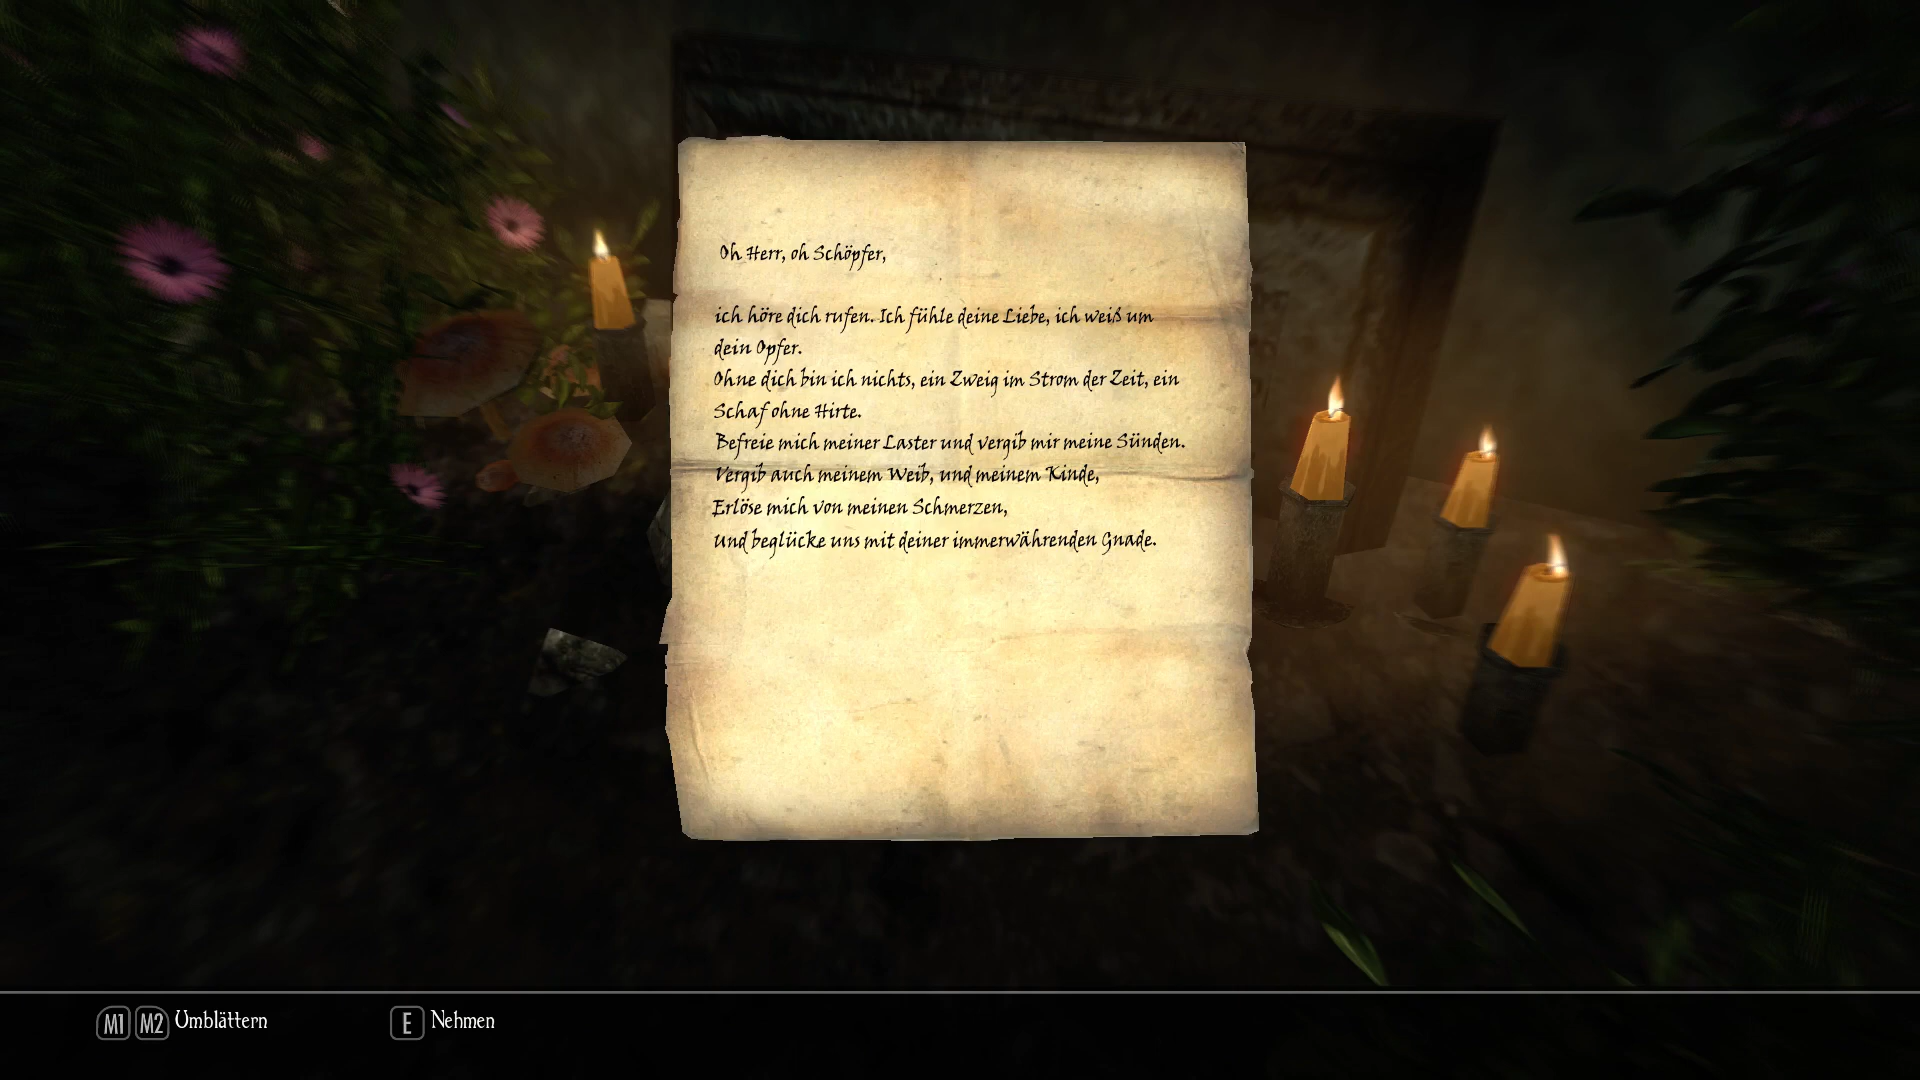 Oh Herr, oh Schöpfer,
ich höre dich rufen. Ich fühle deine Liebe, ich weiß um
dein Opfer.
Ohne dich bin ich nichts, ein Zweig im Strom der Zeit, ein
Schaf ohne Hirte.
Befreie mich meiner Laster und vergib mir meine Sünden.
Vergib auch meinem Weib, und meinem Kinde,
Erlöse mich von meinen Schmerzen,
Und beglücke uns mit deiner immerwährenden Gnade.
M1 M2 Umblättern
E Nehmen